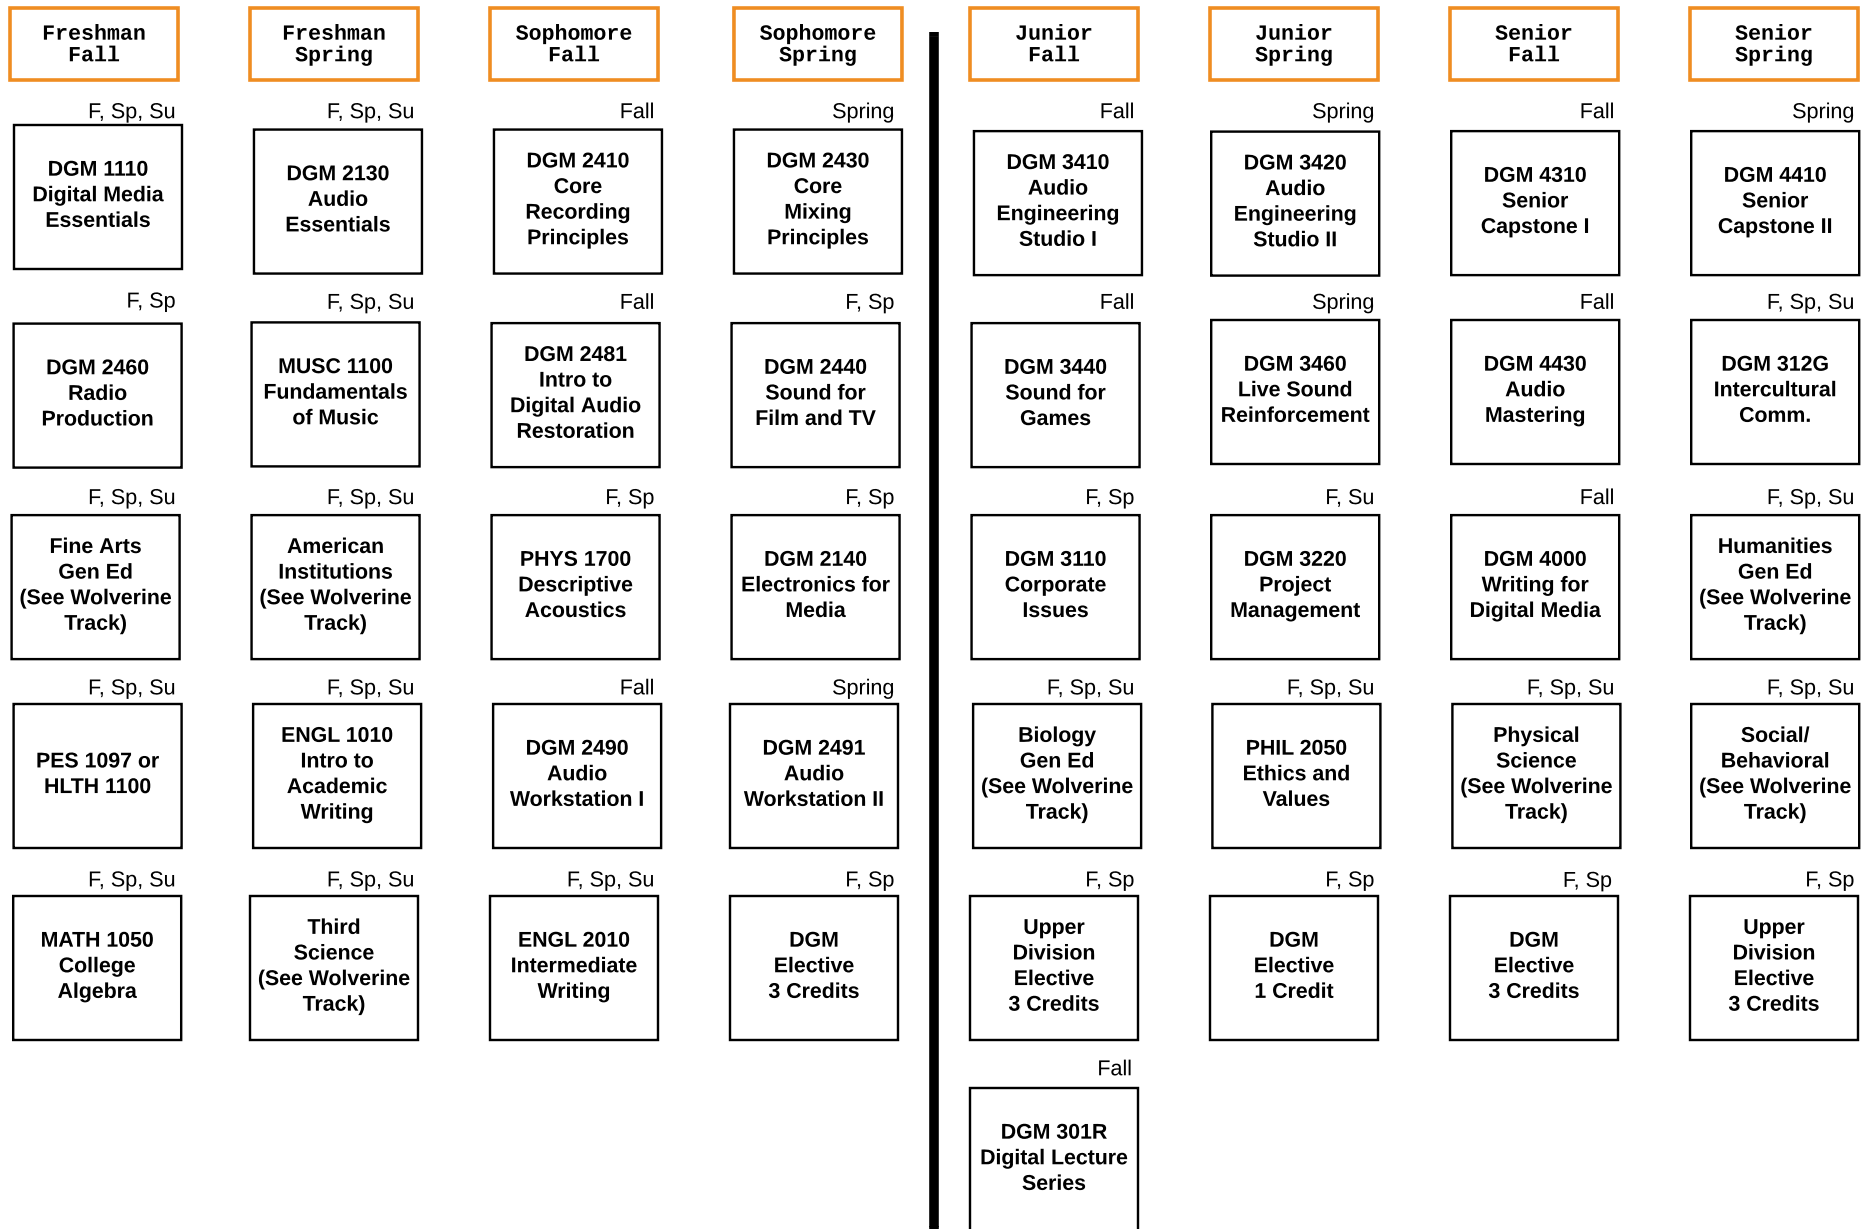 Freshman
Fall
F, Sp, Su
DGM 1110
Digital Media
Essentials
F, Sp
DGM 2460
Radio
Production
F, Sp, Su
Fine Arts
Gen Ed
(See Wolverine
Track)
F, Sp, Su
PES 1097 or
HLTH 1100
F, Sp, Su
MATH 1050
College
Algebra
Freshman
Spring
F, Sp, Su
DGM 2130
Audio
Essentials
F, Sp, Su
MUSC 1100
Fundamentals
of Music
F, Sp, Su
American
Institutions
(See Wolverine
Track)
F, Sp, Su
ENGL 1010
Intro to
Academic
Writing
F, Sp, Su
Third
Science
(See Wolverine
Track)
Sophomore
Fall
Fall
DGM 2410
Core
Recording
Principles
Fall
DGM 2481
Intro to
Digital Audio
Restoration
F, Sp
PHYS 1700
Descriptive
Acoustics
Fall
DGM 2490
Audio
Workstation I
F, Sp, Su
ENGL 2010
Intermediate
Writing
Sophomore
Spring
Spring
DGM 2430
Core
Mixing
Principles
F, Sp
DGM 2440
Sound for
Film and TV
F, Sp
DGM 2140
Electronics for
Media
Spring
DGM 2491
Audio
Workstation II
F, Sp
DGM
Elective
3 Credits
Junior
Fall
Fall
DGM 3410
Audio
Engineering
Studio I
Fall
DGM 3440
Sound for
Games
F, Sp
DGM 3110
Corporate
Issues
F, Sp, Su
Biology
Gen Ed
(See Wolverine
Track)
F, Sp
Upper
Division
Elective
3 Credits
Fall
DGM 301R
Digital Lecture
Series
Junior
Spring
Spring
DGM 3420
Audio
Engineering
Studio II
Spring
DGM 3460
Live Sound
Reinforcement
F, Su
DGM 3220
Project
Management
F, Sp, Su
PHIL 2050
Ethics and
Values
F, Sp
DGM
Elective
1 Credit
Senior
Fall
Fall
DGM 4310
Senior
Capstone I
Fall
DGM 4430
Audio
Mastering
Fall
DGM 4000
Writing for
Digital Media
F, Sp, Su
Physical
Science
(See Wolverine
Track)
F, Sp
DGM
Elective
3 Credits
Senior
Spring
Spring
DGM 4410
Senior
Capstone II
F, Sp, Su
DGM 312G
Intercultural
Comm.
F, Sp, Su
Humanities
Gen Ed
(See Wolverine
Track)
F, Sp, Su
Social/
Behavioral
(See Wolverine
Track)
F, Sp
Upper
Division
Elective
3 Credits